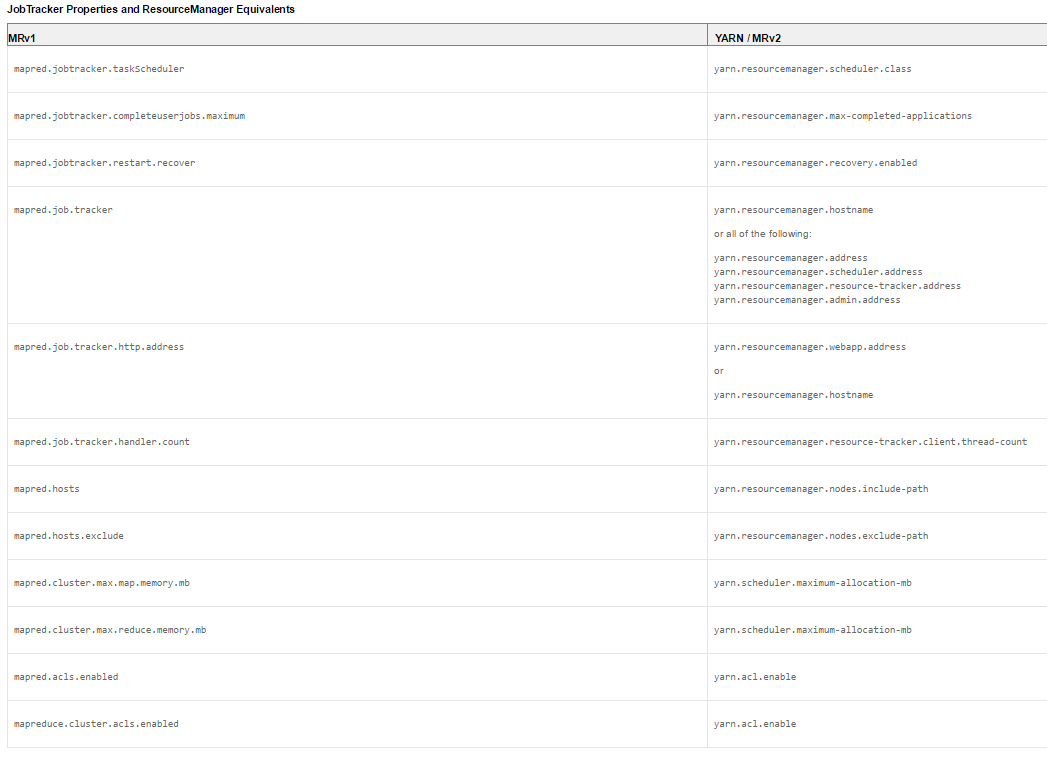 JobTracker Properties and ResourceManager Equivalents
MRv1 YARN / MRv2
mapred.jobtracker.taskScheduler yarn.resourcemanager.scheduler.class
mapred.jobtracker.completeuserjobs.maximum yarn.resourcemanager.max-completed-applications
mapred.jobtracker.restart.recover yarn.resourcemanager.recovery.enabled
mapred.job.tracker yarn.resourcemanager.hostname
or all of the following:
yarn.resourcemanager.address
yarn.resourcemanager.scheduler.address
yarn.resourcemanager.resource-tracker.address
yarn.resourcemanager.admin.address
mapred.job.tracker.http.address yarn.resourcemanager.webapp.address
or
yarn.resourcemanager.hostname
mapred.job.tracker.handler.count yarn.resourcemanager.resource-tracker.client.thread-count
mapred.hosts yarn.resourcemanager.nodes.include-path
mapred.hosts.exclude yarn.resourcemanager.nodes.exclude-path
mapred.cluster.max.map.memory.mb yarn.scheduler.maximum-allocation-mb
mapred.cluster.max.reduce.memory.mb yarn.scheduler.maximum-allocation-mb
mapred.acls.enabled yarn.acl.enable
mapreduce.cluster.acls.enabled yarn.acl.enable